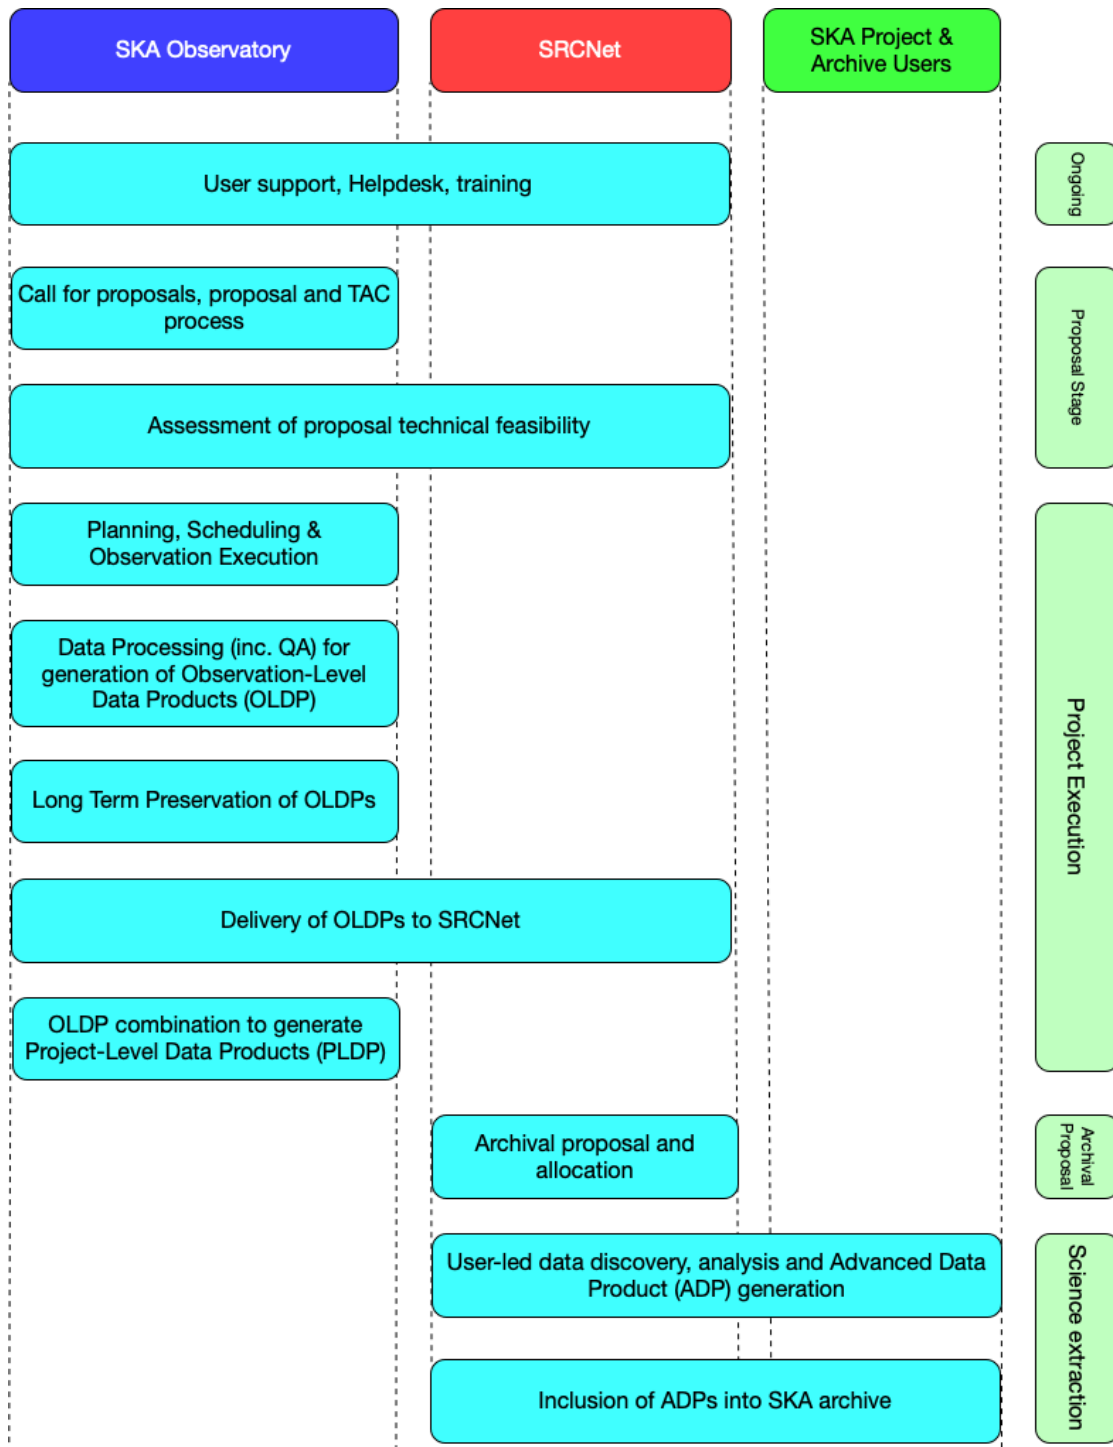 SKA Observatory
SRCNet
SKA Project &
Archive Users
User support, Helpdesk, training
Ongoing
Call for proposals, proposal and TAC
process
Proposal Stage
Assessment of proposal technical feasibility
Planning, Scheduling &
Observation Execution
Project Execution
Data Processing (inc. QA) for
generation of Observation-Level
Data Products (OLDP)
Long Term Preservation of OLDPs
Delivery of OLDPs to SRCNet
OLDP combination to generate
Project-Level Data Products (PLDP)
Archival proposal and
allocation
Archival
Proposal
User-led data discovery, analysis and Advanced Data
Product (ADP) generation
Science extraction
Inclusion of ADPs into SKA archive